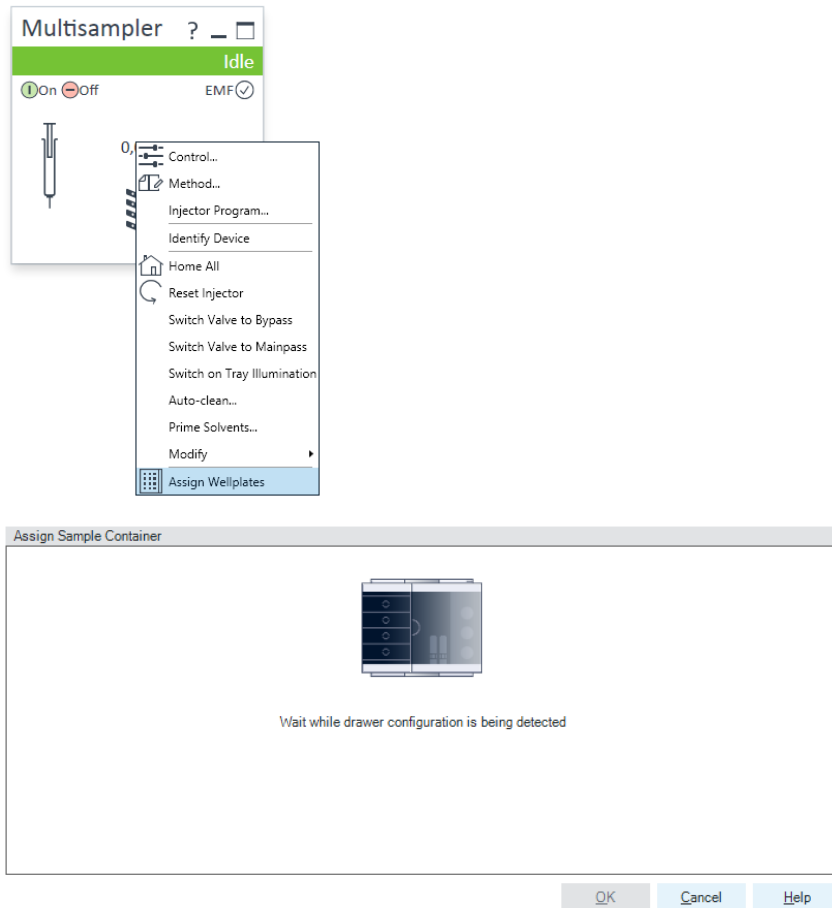 Multisampler ?
Idle
On Off EMF
0,
Control...
Method...
Injector Program...
Identify Device
Home All
Reset Injector
Switch Valve to Bypass
Switch Valve to Mainpass
Switch on Tray Illumination
Auto-clean...
Prime Solvents...
Modify
Assign Wellplates
Assign Sample Container
Wait while drawer configuration is being detected
OK Cancel Help